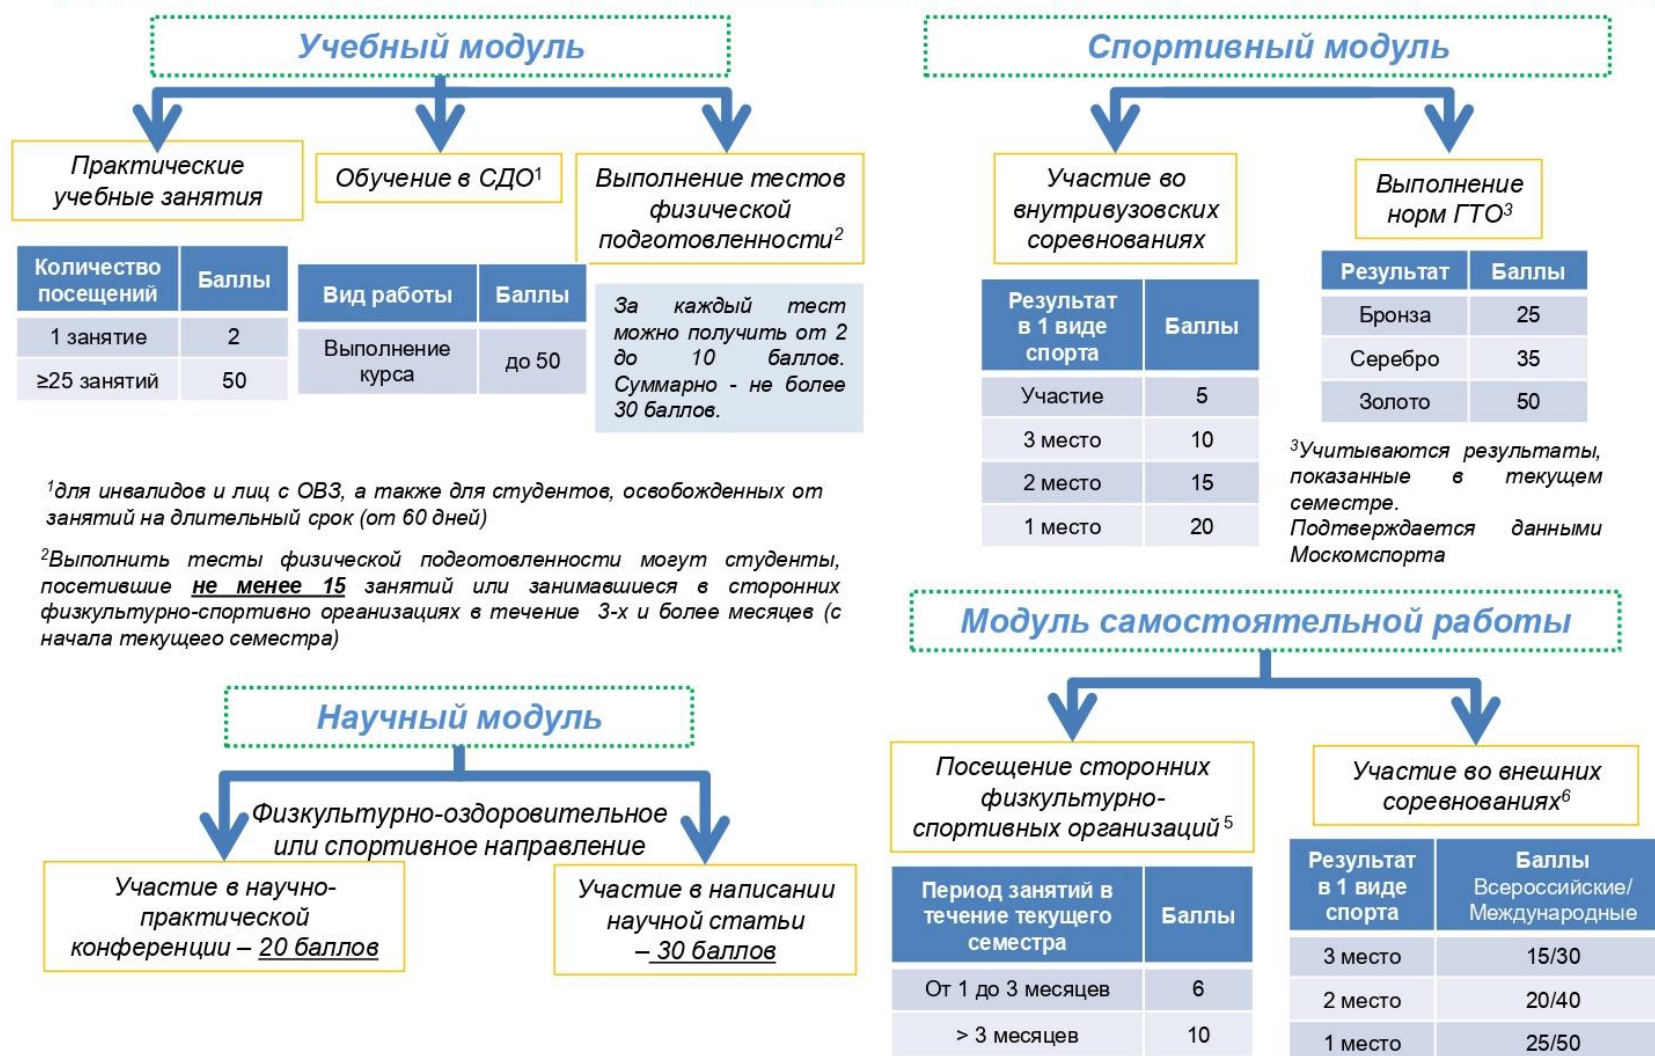 Учебный модуль
Практические
учебные занятия
Обучение в СДО¹
Выполнение тестов
физической
подготовленности²
Количество
посещений
Баллы
1 занятие
2
≥25 занятий
50
Вид работы
Баллы
Выполнение
курса
до 50
За каждый тест
можно получить от 2
до 10 баллов.
Суммарно - не более
30 баллов.
¹для инвалидов и лиц с ОВЗ, а также для студентов, освобожденных от
занятий на длительный срок (от 60 дней)
²Выполнить тесты физической подготовленности могут студенты,
посетившие не менее 15 занятий или занимавшиеся в сторонних
физкультурно-спортивно организациях в течение 3-х и более месяцев (с
начала текущего семестра)
Спортивный модуль
Участие во
внутривузовских
соревнованиях
Выполнение
норм ГТО³
Результат
в 1 виде
спорта
Баллы
Участие
5
3 место
10
2 место
15
1 место
20
Результат
Баллы
Бронза
25
Серебро
35
Золото
50
³Учитываются результаты,
показанные в текущем
семестре.
Подтверждается данными
Москомспорта
Научный модуль
Физкультурно-оздоровительное
или спортивное направление
Участие в научно-
практической
конференции – 20 баллов
Участие в написании
научной статьи
– 30 баллов
Модуль самостоятельной работы
Посещение сторонних
физкультурно-
спортивных организаций ⁵
Участие во внешних
соревнованиях⁶
Период занятий в
течение текущего
семестра
Баллы
От 1 до 3 месяцев
6
> 3 месяцев
10
Результат
в 1 виде
спорта
Баллы
Всероссийские/
Международные
3 место
15/30
2 место
20/40
1 место
25/50